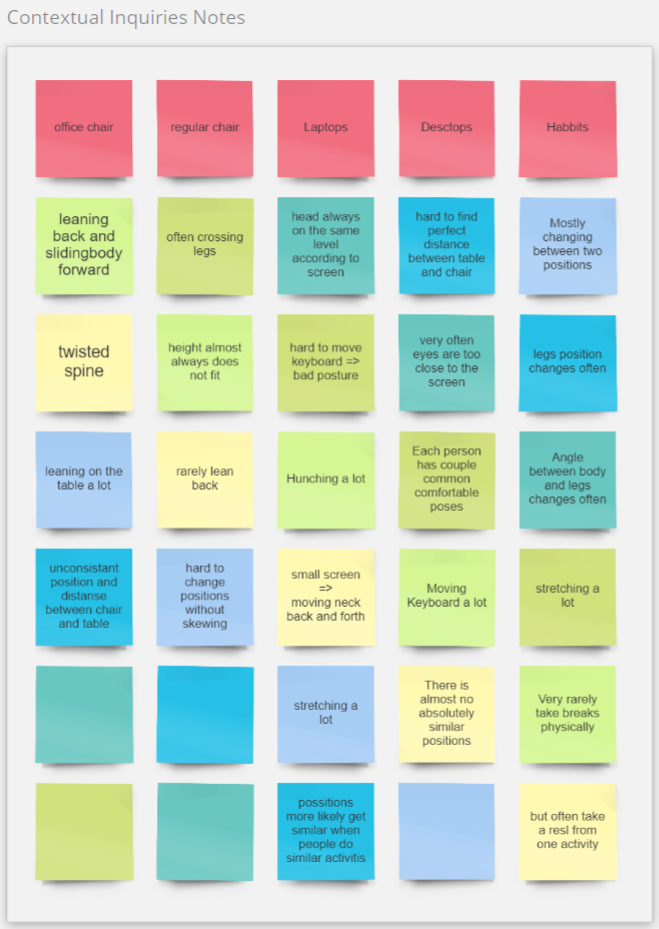 Contextual Inquiries Notes
office chair
regular chair
Laptops
Desctops
Habbits
leaning
back and
slidingbody
forward
often crossing
legs
head always
on the same
level
according to
screen
hard to find
perfect
distance
between table
and chair
Mostly
changing
between two
positions
twisted
spine
height almost
always does
not fit
hard to move
keyboard =>
bad posture
very often
eyes are too
close to the
screen
legs position
changes often
leaning on the
table a lot
rarely lean
back
Hunching a lot
Each person
has couple
common
comfortable
poses
Angle
between body
and legs
changes often
unconsistant
position and
distanse
between chair
and table
hard to
change
positions
without
skewing
small screen
=>
moving neck
back and forth
Moving
Keyboard a lot
stretching a
lot
stretching a
lot
There is
almost no
absolutely
similar
positions
Very rarely
take breaks
physically
possitions
more likely get
similar when
people do
similar activitis
but often take
a resl from
one activity